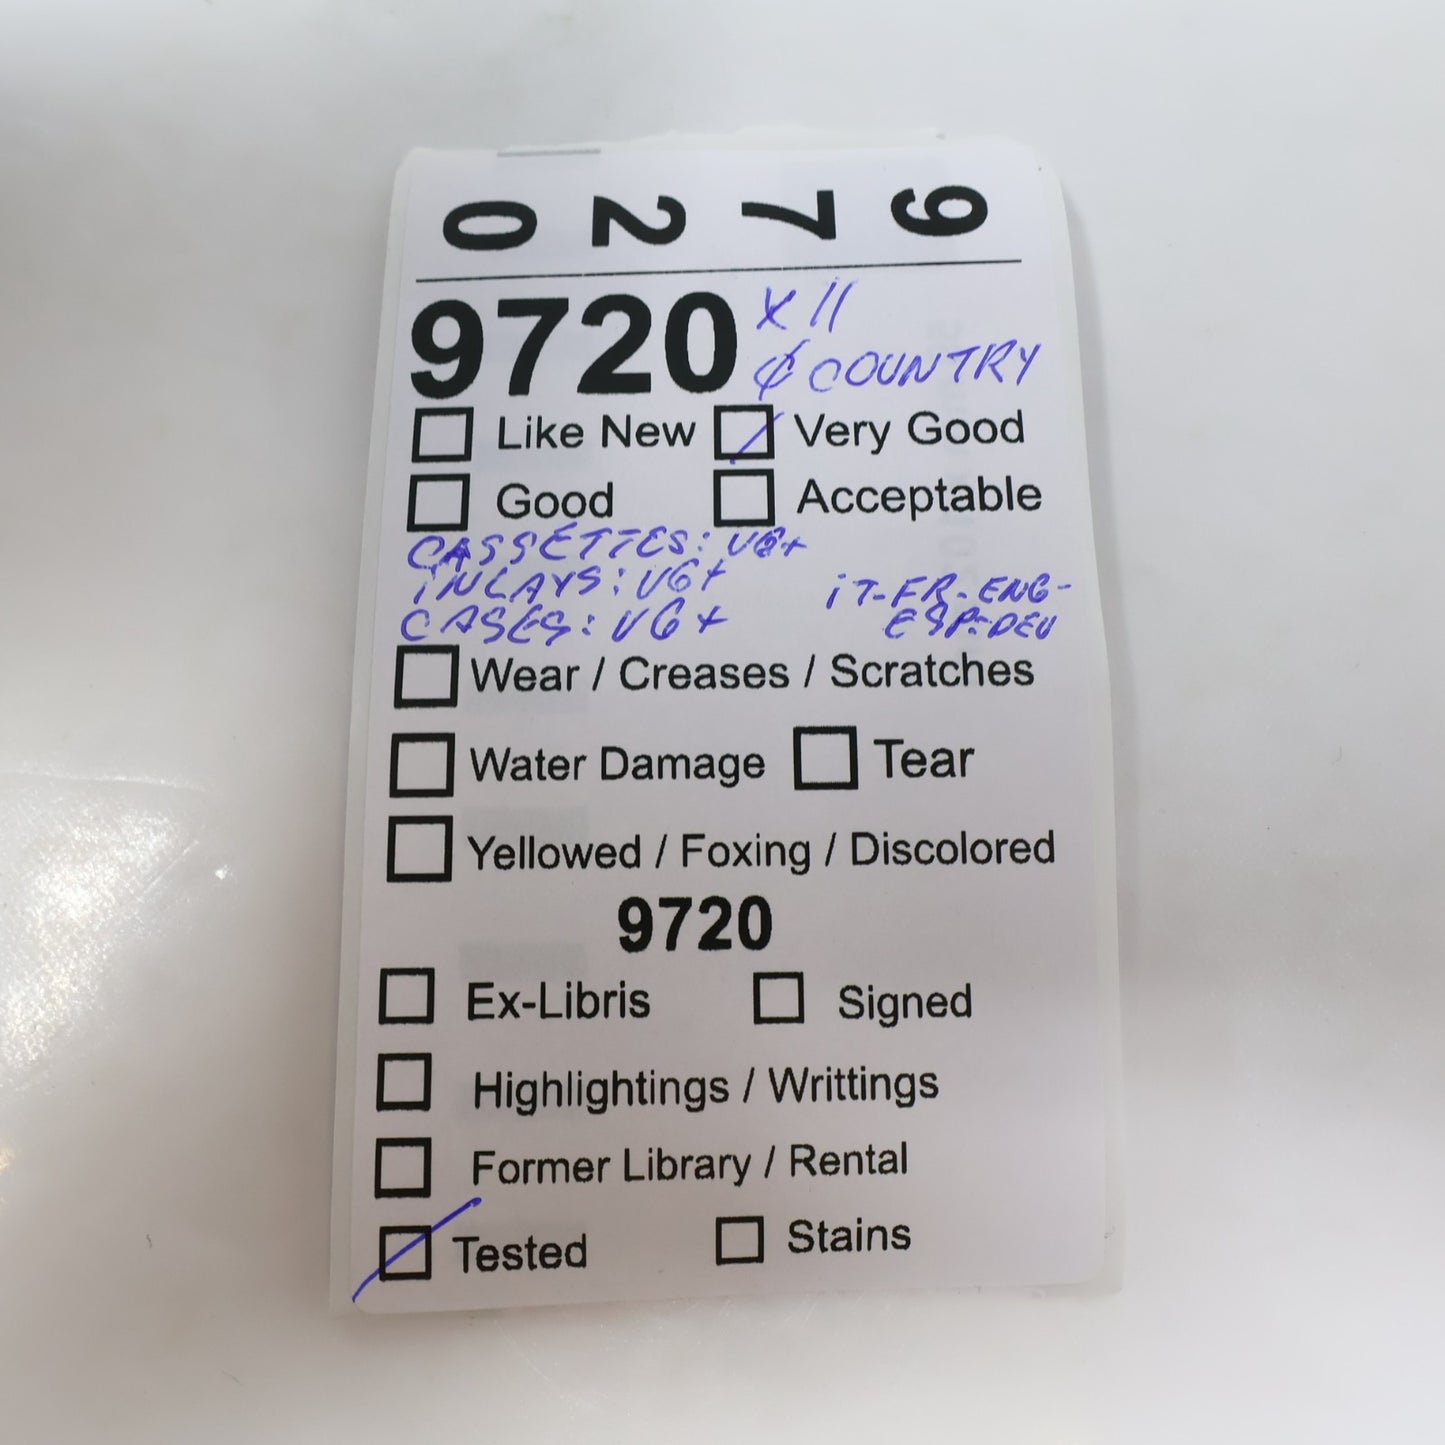 9720
9720 x 11
¢ COUNTRY
Like New Very Good
Good Acceptable
CASSETTES: VG+
iNLAYS: VG+ iT-FR-ENG-
CASES: VG+ ESP-DEU
Wear / Creases / Scratches
Water Damage Tear
Yellowed / Foxing / Discolored
9720
Ex-Libris Signed
Highlightings / Writtings
Former Library / Rental
Tested Stains